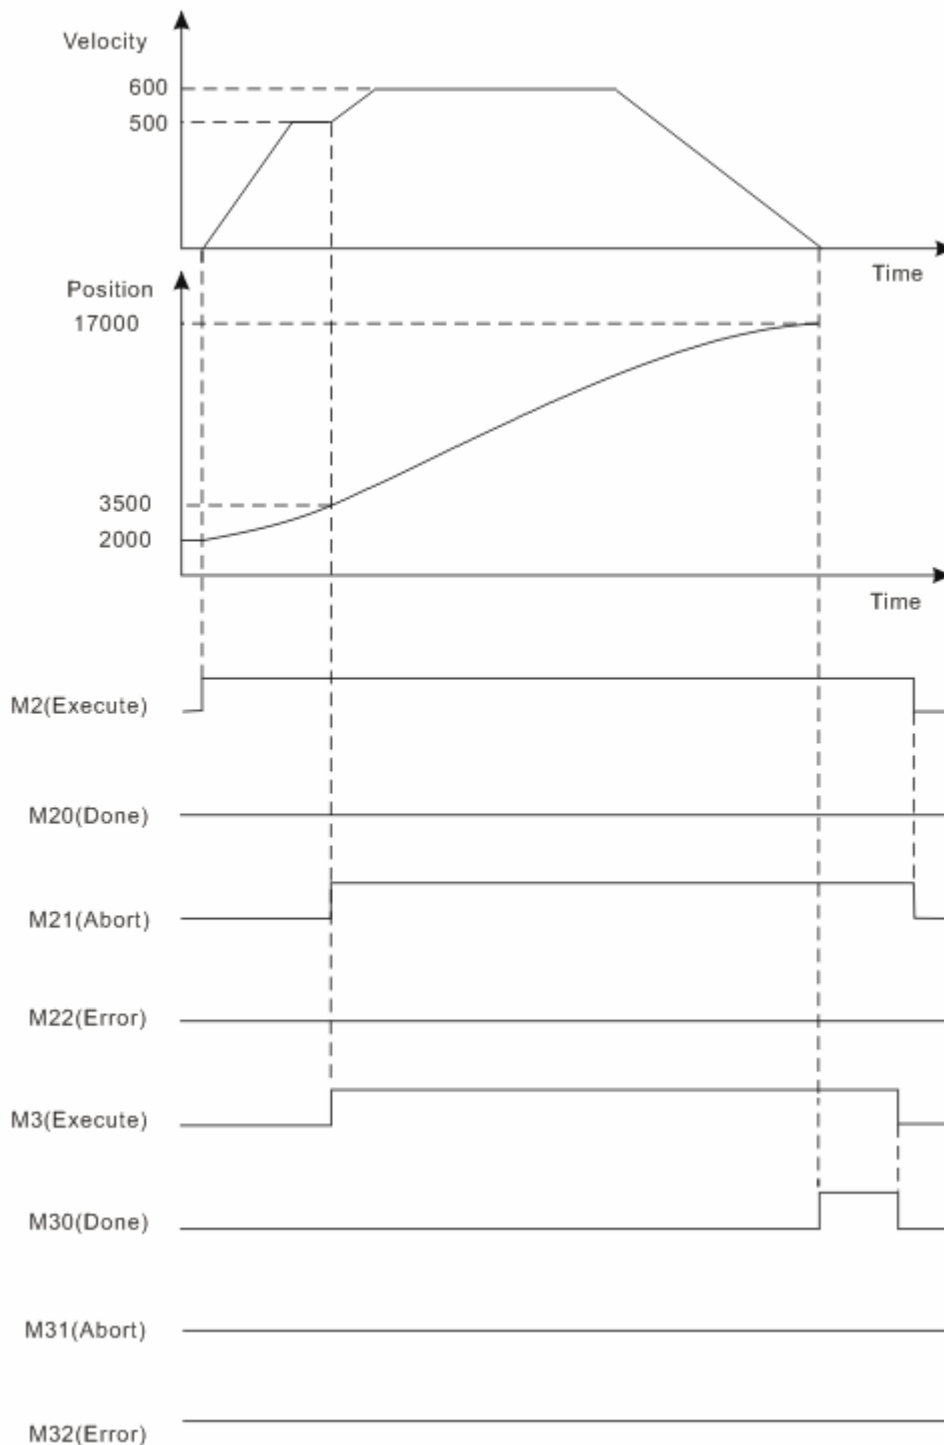 Velocity
600
500
Time
Position
17000
3500
2000
Time
M2(Execute)
M20(Done)
M21(Abort)
M22(Error)
M3(Execute)
M30(Done)
M31(Abort)
M32(Error)